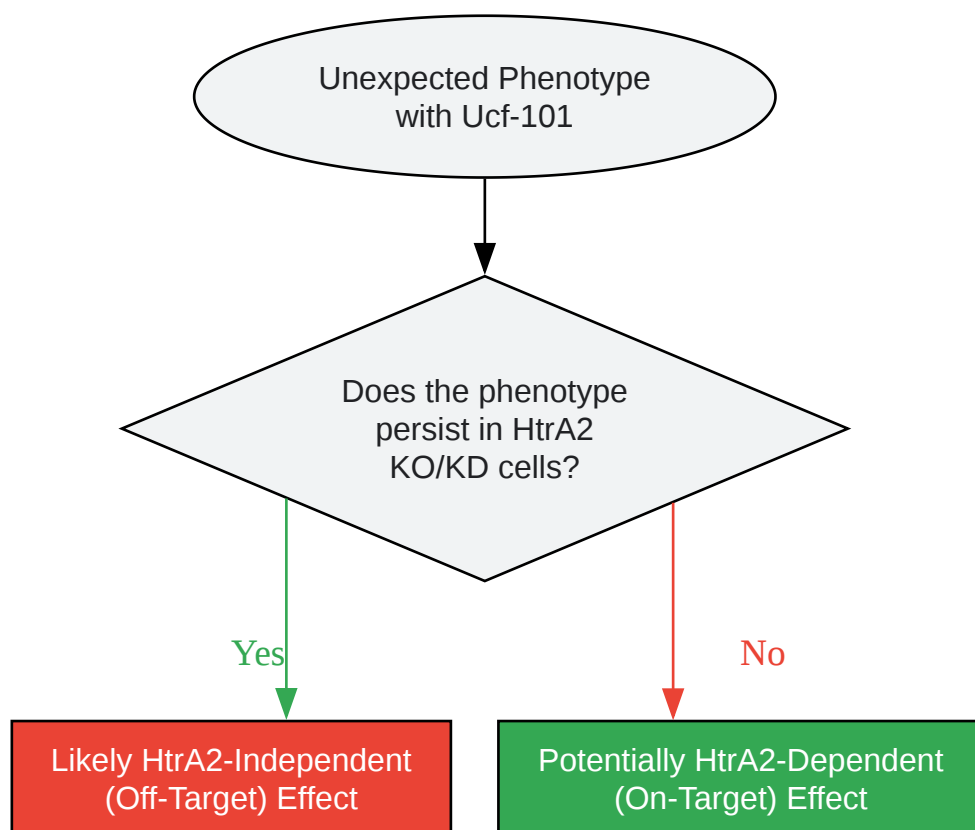 Unexpected Phenotype
with Ucf-101
Does the phenotype
persist in HtrA2
KO/KD cells?
Yes
No
Likely HtrA2-Independent
(Off-Target) Effect
Potentially HtrA2-Dependent
(On-Target) Effect